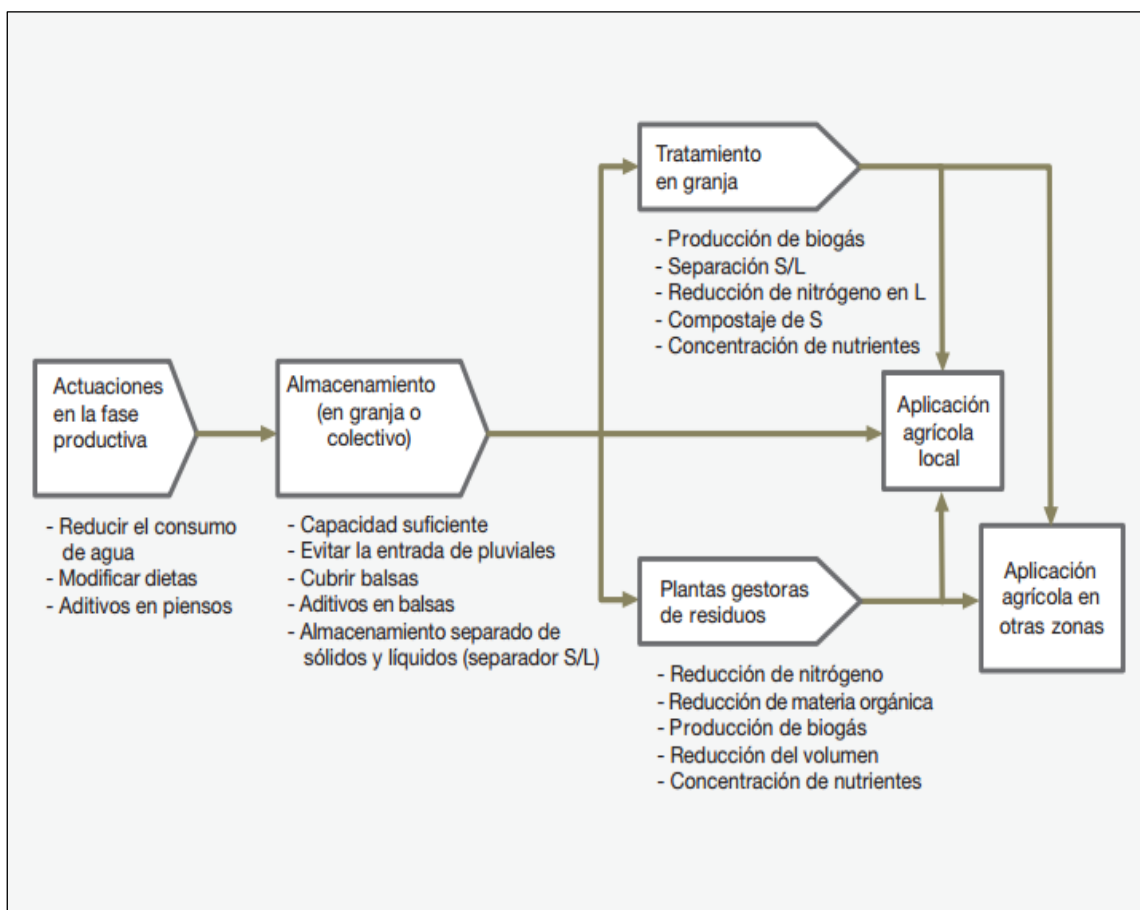 Actuaciones
en la fase
productiva
- Reducir el consumo
de agua
- Modificar dietas
- Aditivos en piensos
Almacenamiento
(en granja o
colectivo)
- Capacidad suficiente
- Evitar la entrada de pluviales
- Cubrir balsas
- Aditivos en balsas
- Almacenamiento separado de
sólidos y líquidos (separador S/L)
Tratamiento
en granja
- Producción de biogás
- Separación S/L
- Reducción de nitrógeno en L
- Compostaje de S
- Concentración de nutrientes
Plantas gestoras
de residuos
- Reducción de nitrógeno
- Reducción de materia orgánica
- Producción de biogás
- Reducción del volumen
- Concentración de nutrientes
Aplicación
agrícola
local
Aplicación
agrícola en
otras zonas